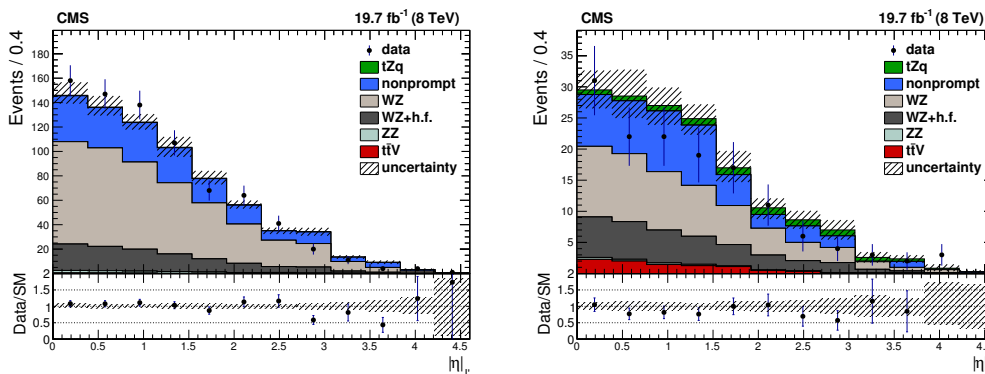 CMS 19.7 fb⁻¹ (8 TeV)
Events / 0.4
180
160
140
120
100
80
60
40
20
data
tZq
nonprompt
WZ
WZ+h.f.
ZZ
tt̄V
uncertainty
Data/SM
2
1.5
1
0.5
0 0.5 1 1.5 2 2.5 3 3.5 4 4.5
|η|
CMS 19.7 fb⁻¹ (8 TeV)
Events / 0.4
35
30
25
20
15
10
5
data
tZq
nonprompt
WZ
WZ+h.f.
ZZ
tt̄V
uncertainty
Data/SM
2
1.5
1
0.5
0 0.5 1 1.5 2 2.5 3 3.5 4 4.5
|η|